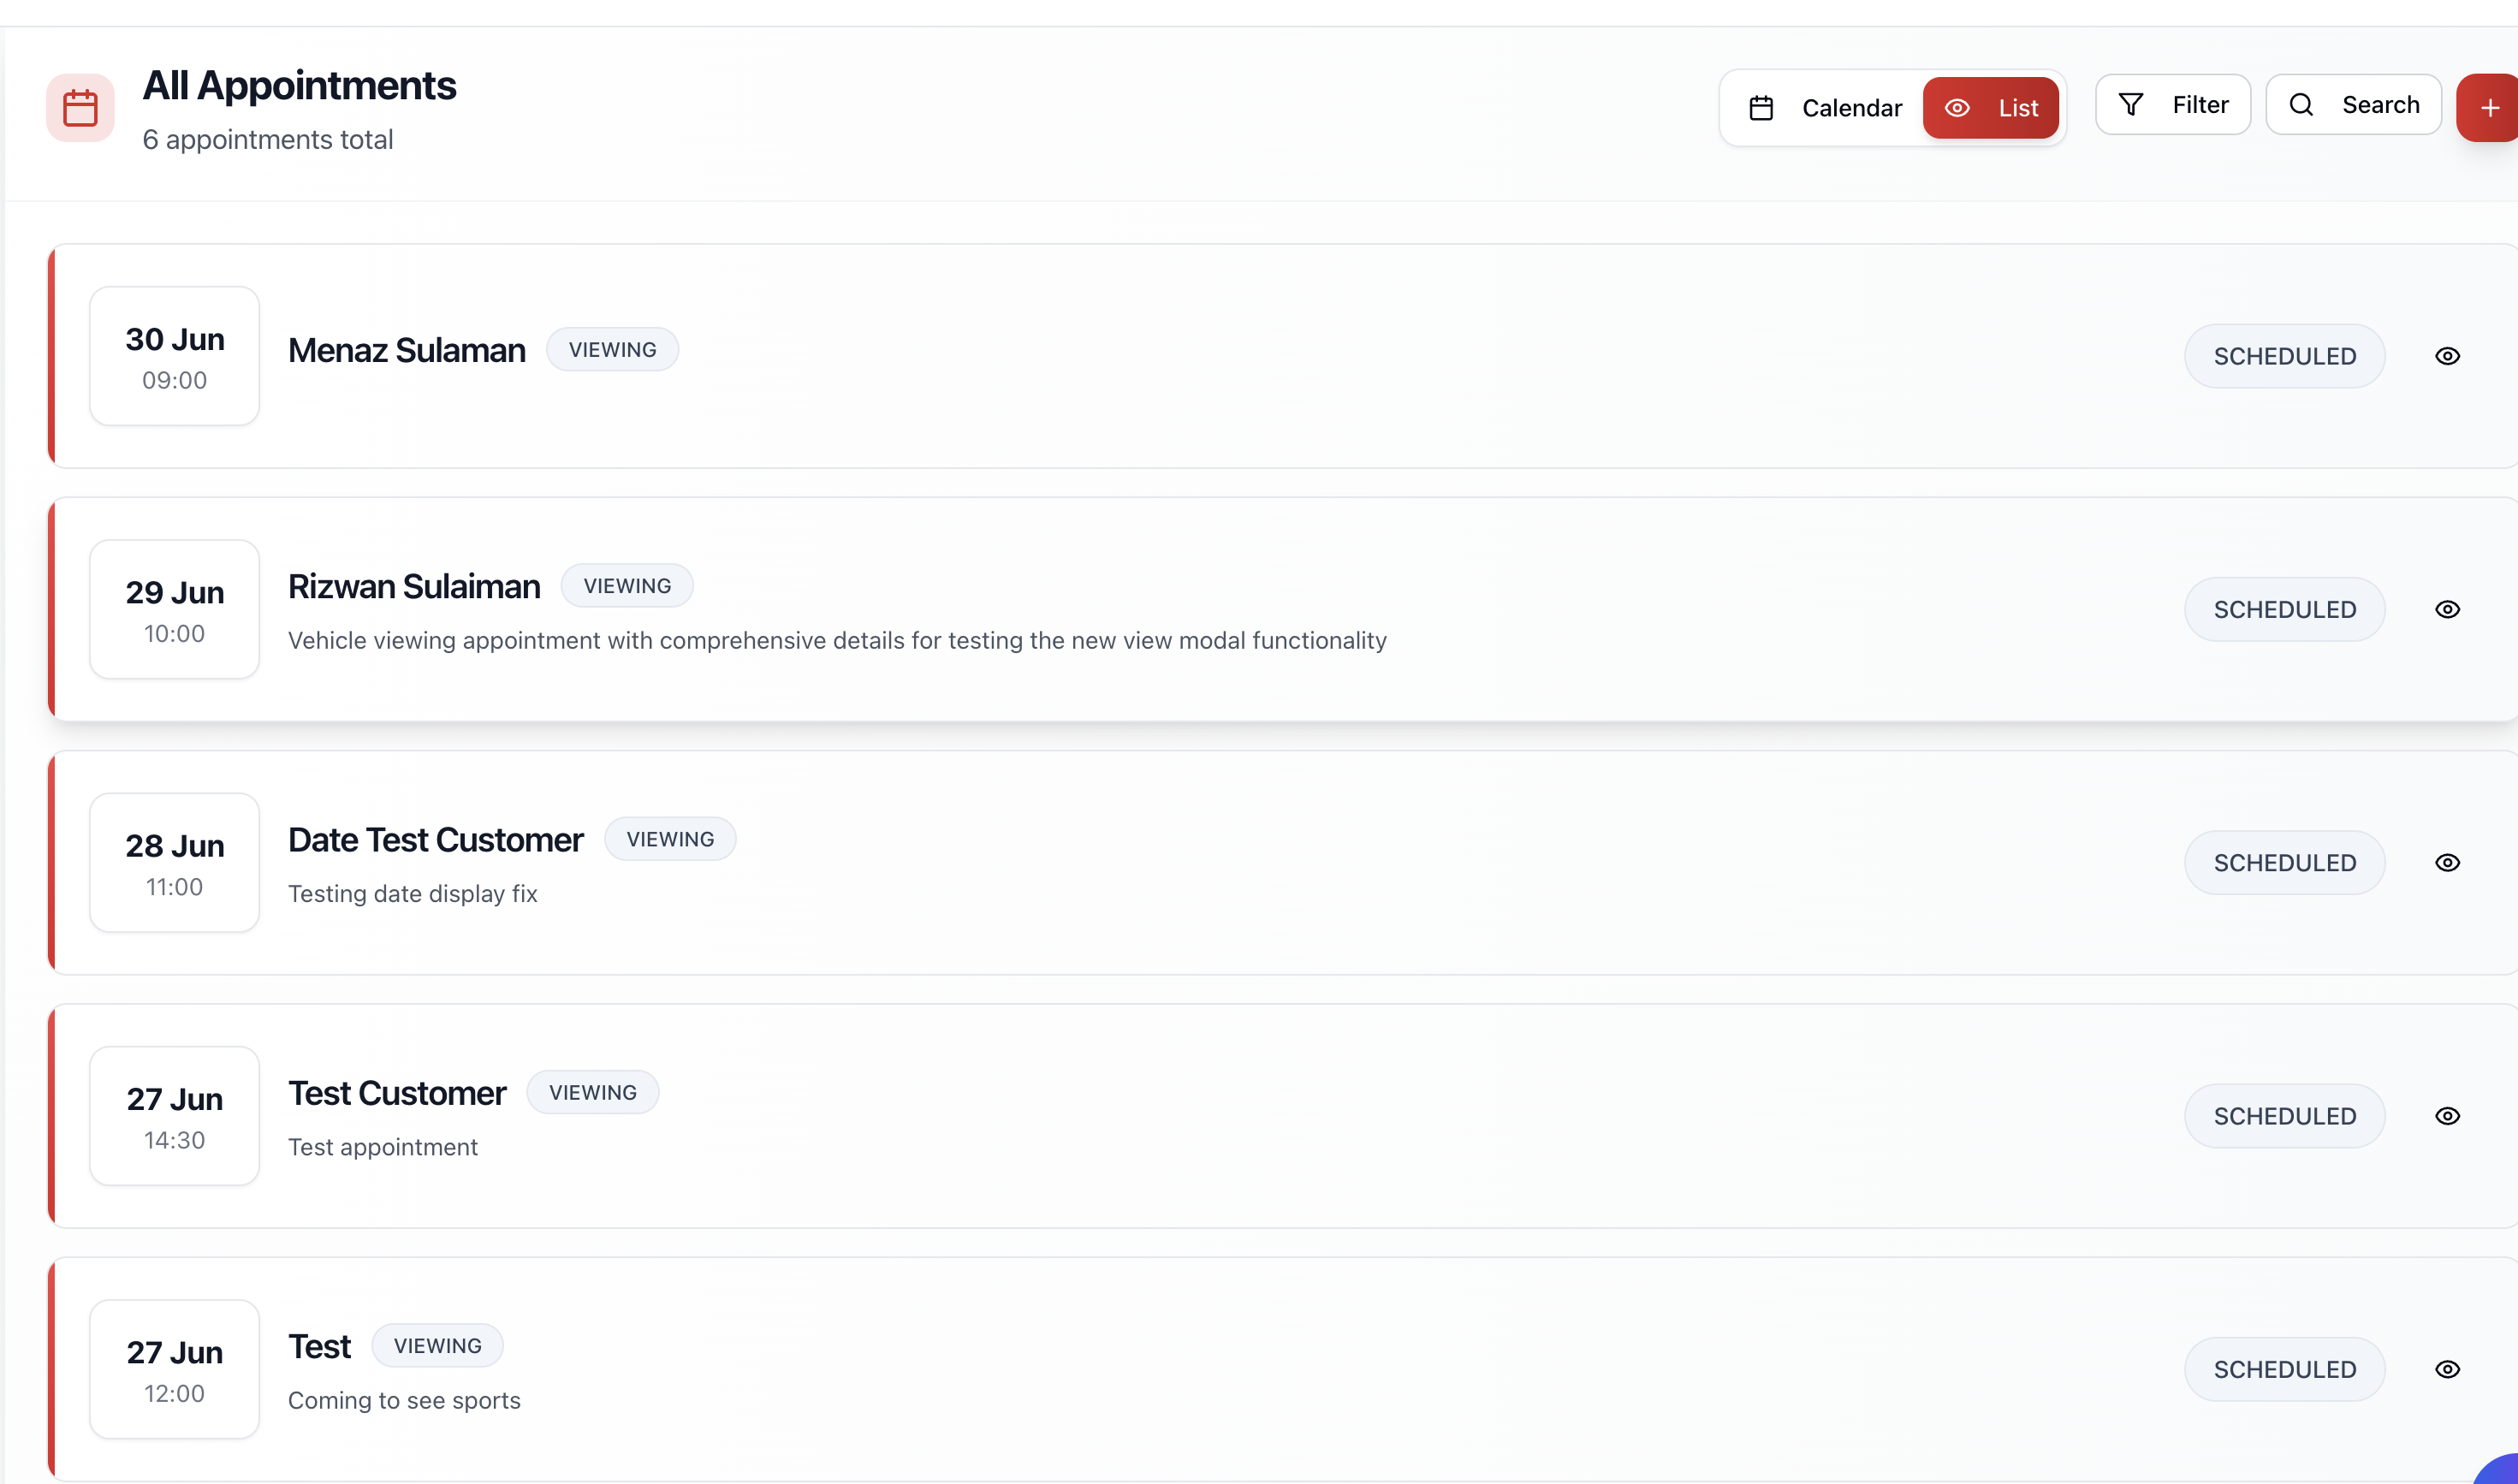 All Appointments
6 appointments total
Calendar
List
Filter
Search
30 Jun
09:00
Menaz Sulaman
VIEWING
SCHEDULED
29 Jun
10:00
Rizwan Sulaiman
VIEWING
Vehicle viewing appointment with comprehensive details for testing the new view modal functionality
SCHEDULED
28 Jun
11:00
Date Test Customer
VIEWING
Testing date display fix
SCHEDULED
27 Jun
14:30
Test Customer
VIEWING
Test appointment
SCHEDULED
27 Jun
12:00
Test
VIEWING
Coming to see sports
SCHEDULED